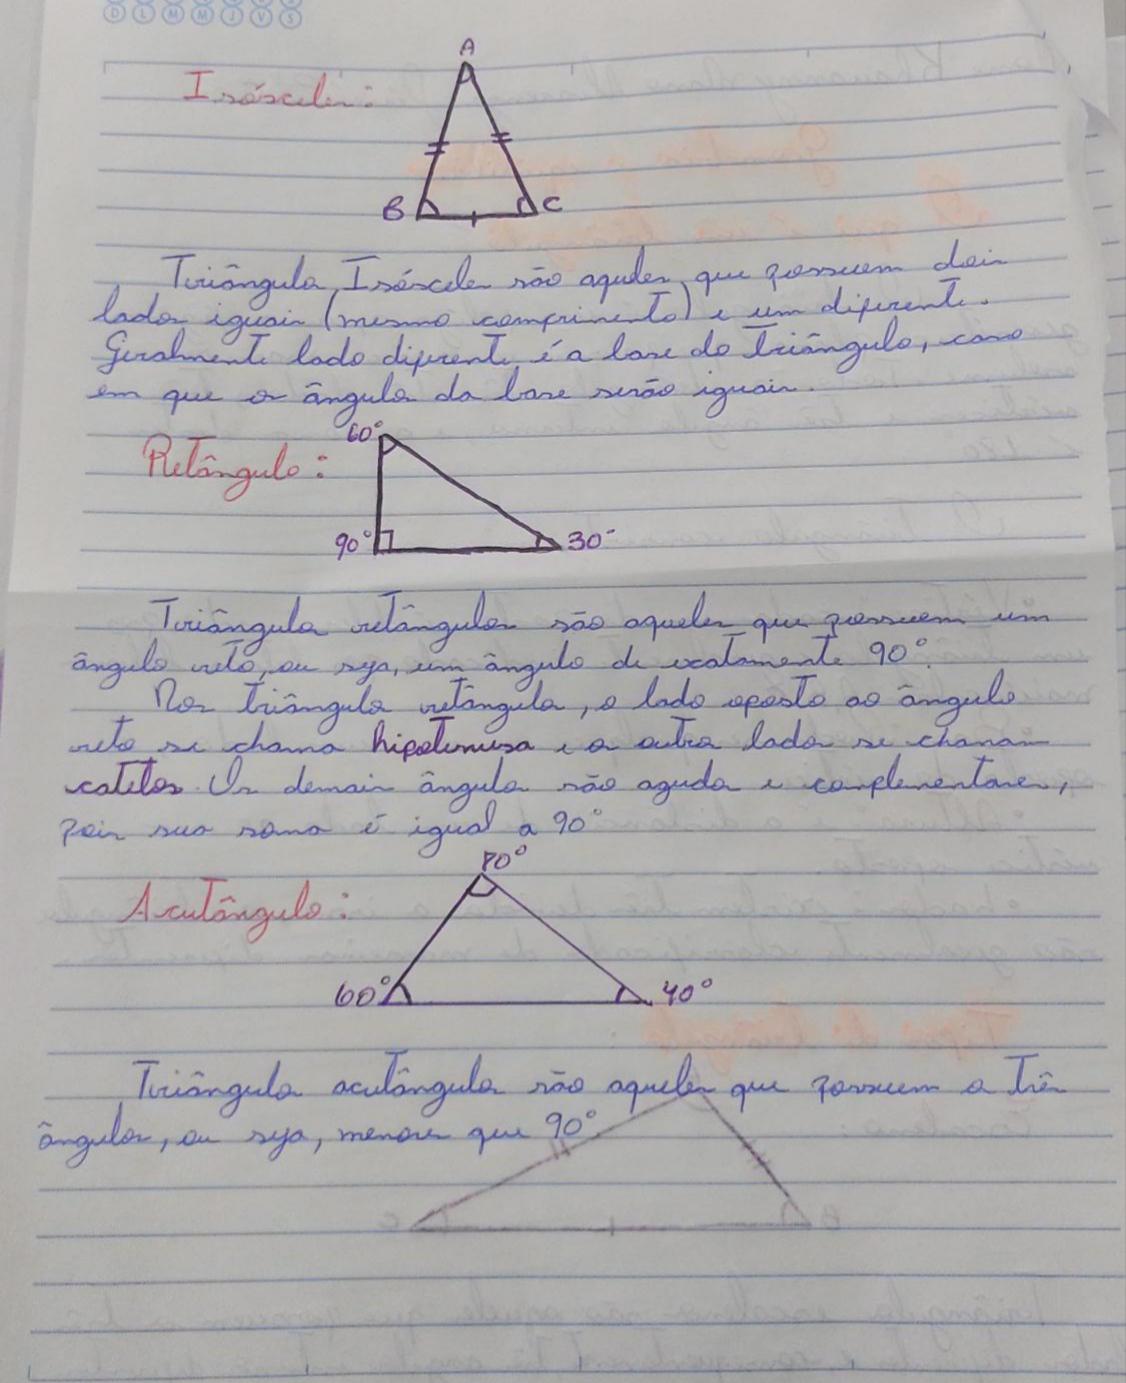 D L M M J V S
A
Isósceles:
B C
Triângulos Isósceles são aqueles que possuem dois
lados iguais (mesmo comprimento) e um diferente.
Geralmente lado diferente é a base do triângulo, caso
em que os ângulos da base serão iguais.
60°
Retângulo:
90° 30°
Triângulos retângulos são aqueles que possuem um
ângulo reto, ou seja, um ângulo de exatamente 90°.
Nos triângulos retângulos, o lado oposto ao ângulo
reto se chama hipotenusa e os outros lados se chamam
catetos. Os demais ângulos são agudos e complementares,
pois sua soma é igual a 90°
80°
Acutângulo:
60° 40°
Triângulos acutângulos são aqueles que possuem os três
ângulos, ou seja, menores que 90°